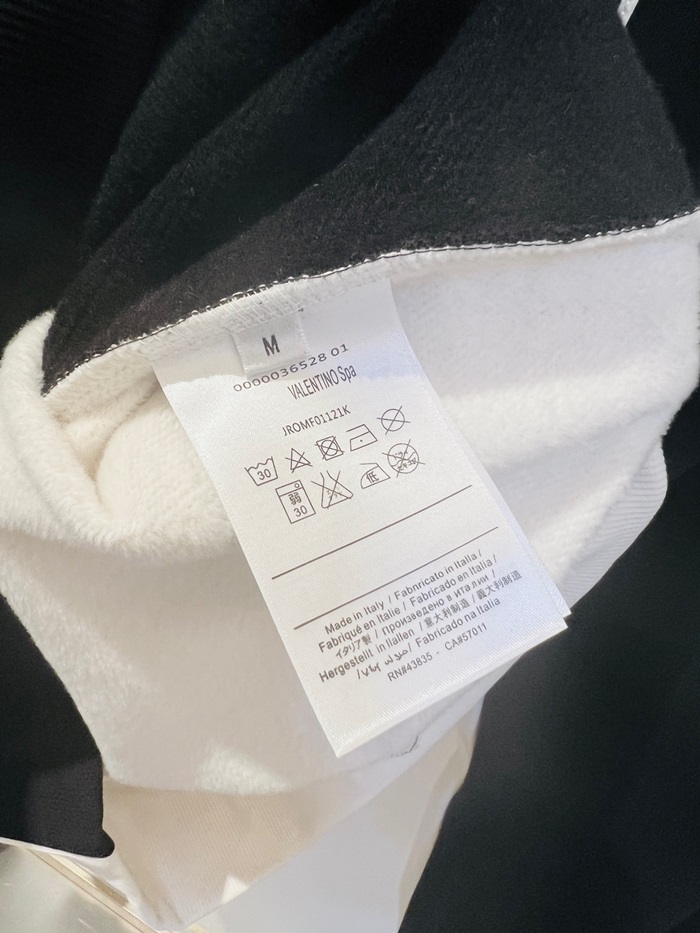 M
0000036528 01
VALENTINO Spa
JROMF01121K
30
弱
30
低
Made in Italy / Fabnricato in Italia /
Fabriqué en Italie / Fabricado en Italia /
イタリア製 / произведено в италии /
Hergestellt in Italien / 意大利制造 / 義大利製造
/ Fabricado na Italia
RN#43835 - CA#57011